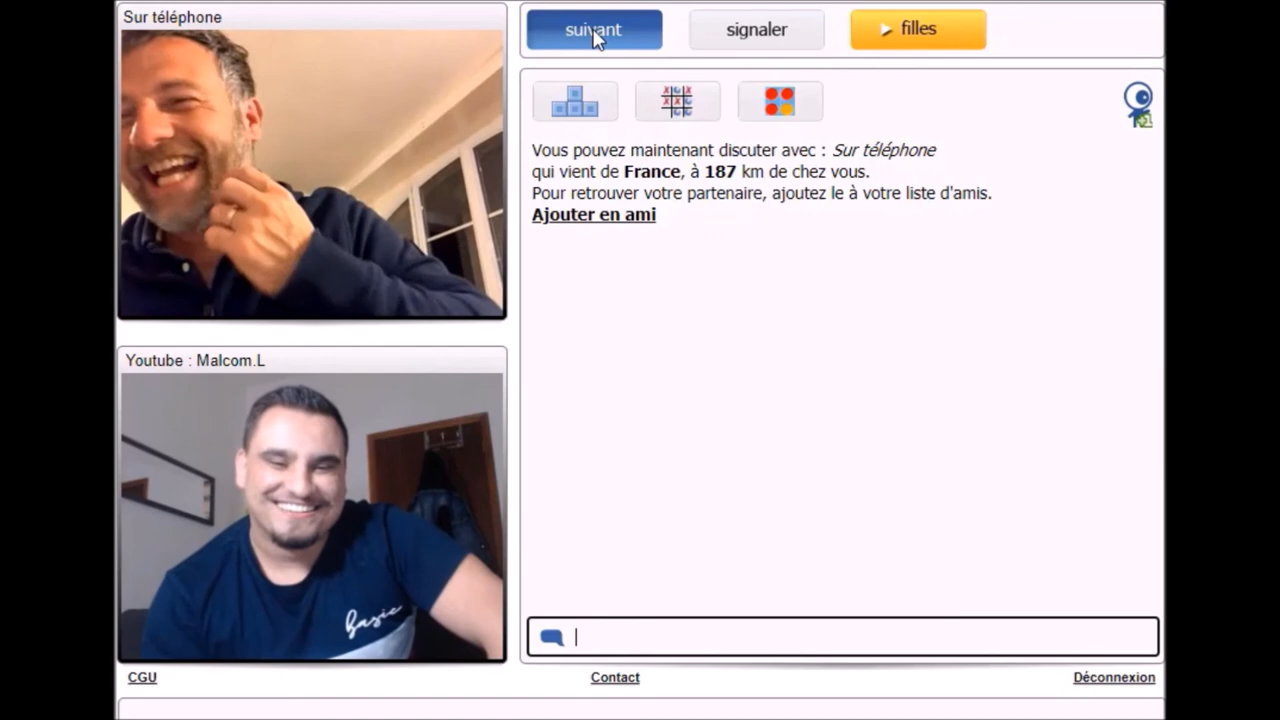 Sur téléphone
suivant
signaler
filles
Vous pouvez maintenant discuter avec : Sur téléphone
qui vient de France, à 187 km de chez vous.
Pour retrouver votre partenaire, ajoutez le à votre liste d'amis.
Ajouter en ami
Youtube : Malcom.L
basic
CGU
Contact
Déconnexion